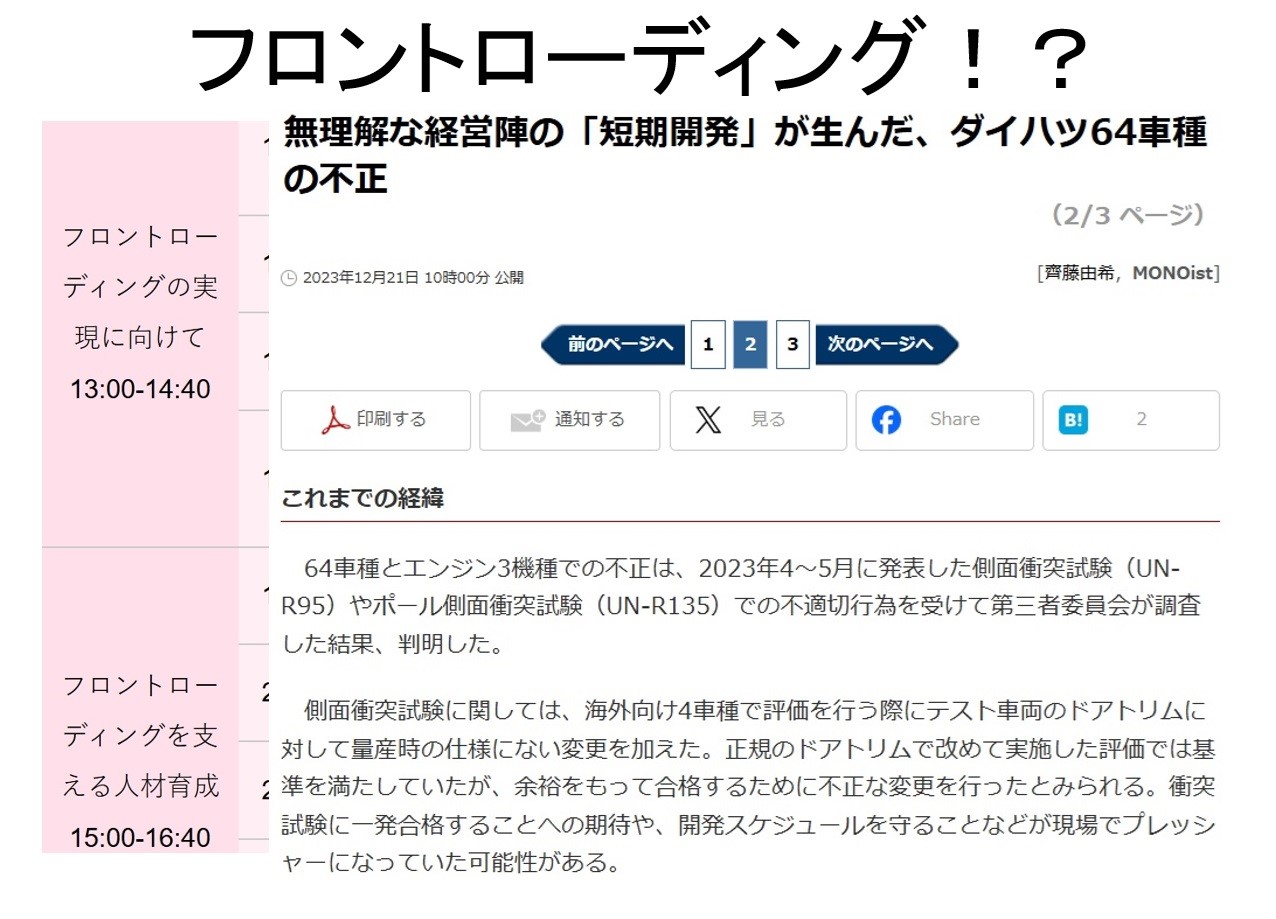 フロントローディング！？
フロントロー
ディングの実
現に向けて
13:00-14:40
フロントロー
ディングを支
える人材育成
15:00-16:40
無理解な経営陣の「短期開発」が生んだ、ダイハツ64車種
の不正
（2/3 ページ）
2023年12月21日 10時00分 公開
[齊藤由希，MONOist]
前のページへ 1 2 3 次のページへ
印刷する 通知する 見る Share B! 2
これまでの経緯
64車種とエンジン3機種での不正は、2023年4～5月に発表した側面衝突試験（UN-
R95）やポール側面衝突試験（UN-R135）での不適切行為を受けて第三者委員会が調査
した結果、判明した。
側面衝突試験に関しては、海外向け4車種で評価を行う際にテスト車両のドアトリムに
対して量産時の仕様にない変更を加えた。正規のドアトリムで改めて実施した評価では基
準を満たしていたが、余裕をもって合格するために不正な変更を行ったとみられる。衝突
試験に一発合格することへの期待や、開発スケジュールを守ることなどが現場でプレッシ
ャーになっていた可能性がある。